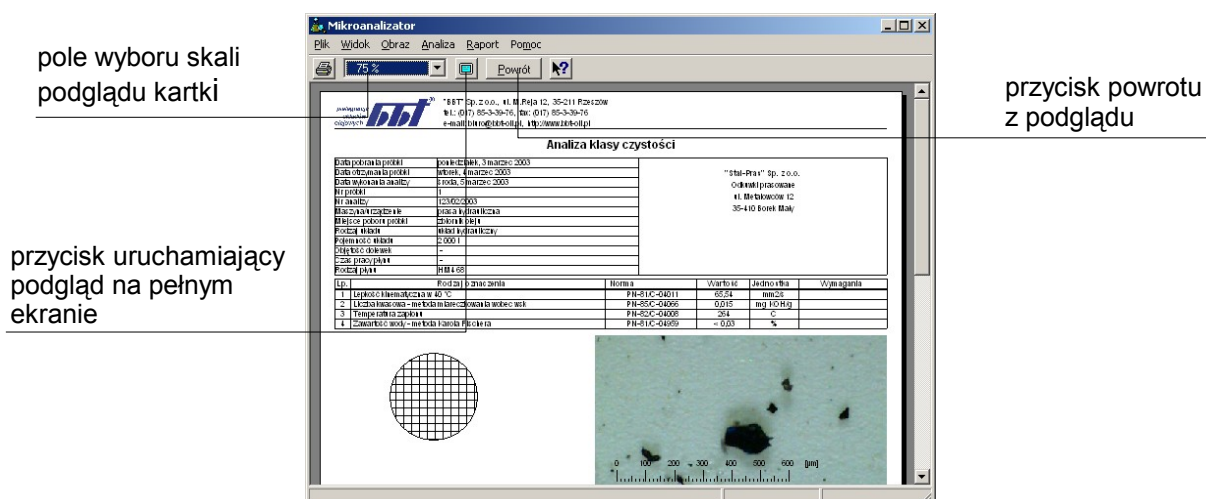 pole wyboru skali
podglądu kartki
przycisk uruchamiający
podgląd na pełnym
ekranie
przycisk powrotu
z podglądu
Mikroanalizator
Plik Widok Obraz Analiza Raport Pomoc
75 % Powrót
bbt "BBT" Sp. z o.o., ul. M.Reja 12, 35-211 Rzeszów
tel.: (017) 85-3-39-76, fax: (017) 85-3-39-76
olejowych e-mail: biuro@bbt-oil.pl, http://www.bbt-oil.pl
Analiza klasy czystości
Data pobrania próbki poniedziałek, 3 marzec 2003
Data otrzymania próbki wtorek, 4 marzec 2003
Data wykonania analizy środa, 5 marzec 2003
Nr próbki 1
Nr analizy 123/02/2003
Maszyna/urządzenie prasa hydrauliczna
Miejsce poboru próbki zbiornik oleju
Rodzaj układu układ hydrauliczny
Pojemność układu 2 000 l
Objętość dolewek -
Czas pracy płynu -
Rodzaj płynu HM 468
"Stal-Pras" Sp. z o.o.
Odkuwki prasowane
ul. Metalowców 12
35-410 Borek Mały
Lp. Rodzaj oznaczenia Norma Wartość Jednostka Wymagania
1 Lepkość kinematyczna w 40 °C PN-81/C-04011 65,54 mm2/s
2 Liczba kwasowa - metoda miareczkowania wobec wsk PN-85/C-04066 0,015 mg KOH/g
3 Temperatura zapłonu PN-82/C-04008 264 C
4 Zawartość wody - metoda Karola Fischera PN-81/C-04959 < 0,03 %
0 100 200 300 400 500 600 [µm]